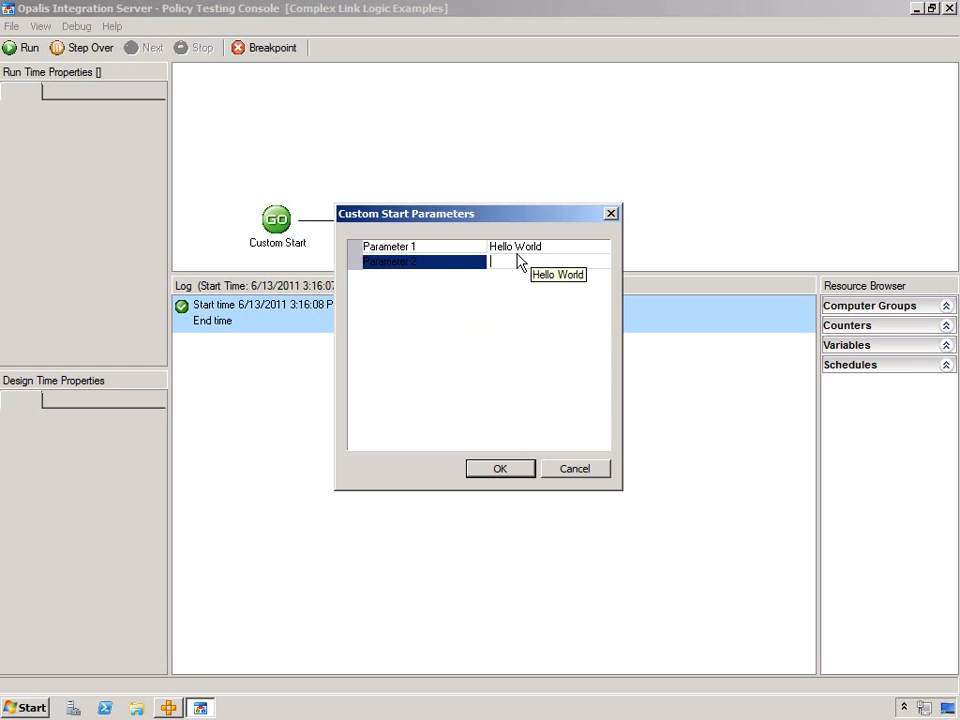 Opalis Integration Server - Policy Testing Console [Complex Link Logic Examples]
File View Debug Help
Run Step Over Next Stop Breakpoint
Run Time Properties []
GO
Custom Start
Custom Start Parameters
Parameter 1 Hello World
Parameter 2
Hello World
OK Cancel
Log (Start Time: 6/13/2011 3:16:07
Start time 6/13/2011 3:16:08 P
End time
Resource Browser
Computer Groups
Counters
Variables
Schedules
Design Time Properties
Start